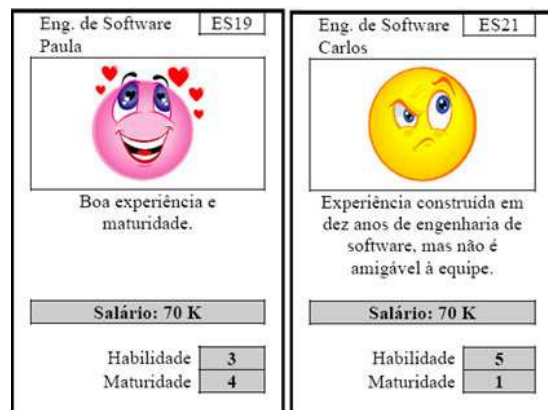 Eng. de Software ES19
Paula
Boa experiência e
maturidade.
Salário: 70 K
Habilidade 3
Maturidade 4
Eng. de Software ES21
Carlos
Experiência construída em
dez anos de engenharia de
software, mas não é
amigável à equipe.
Salário: 70 K
Habilidade 5
Maturidade 1